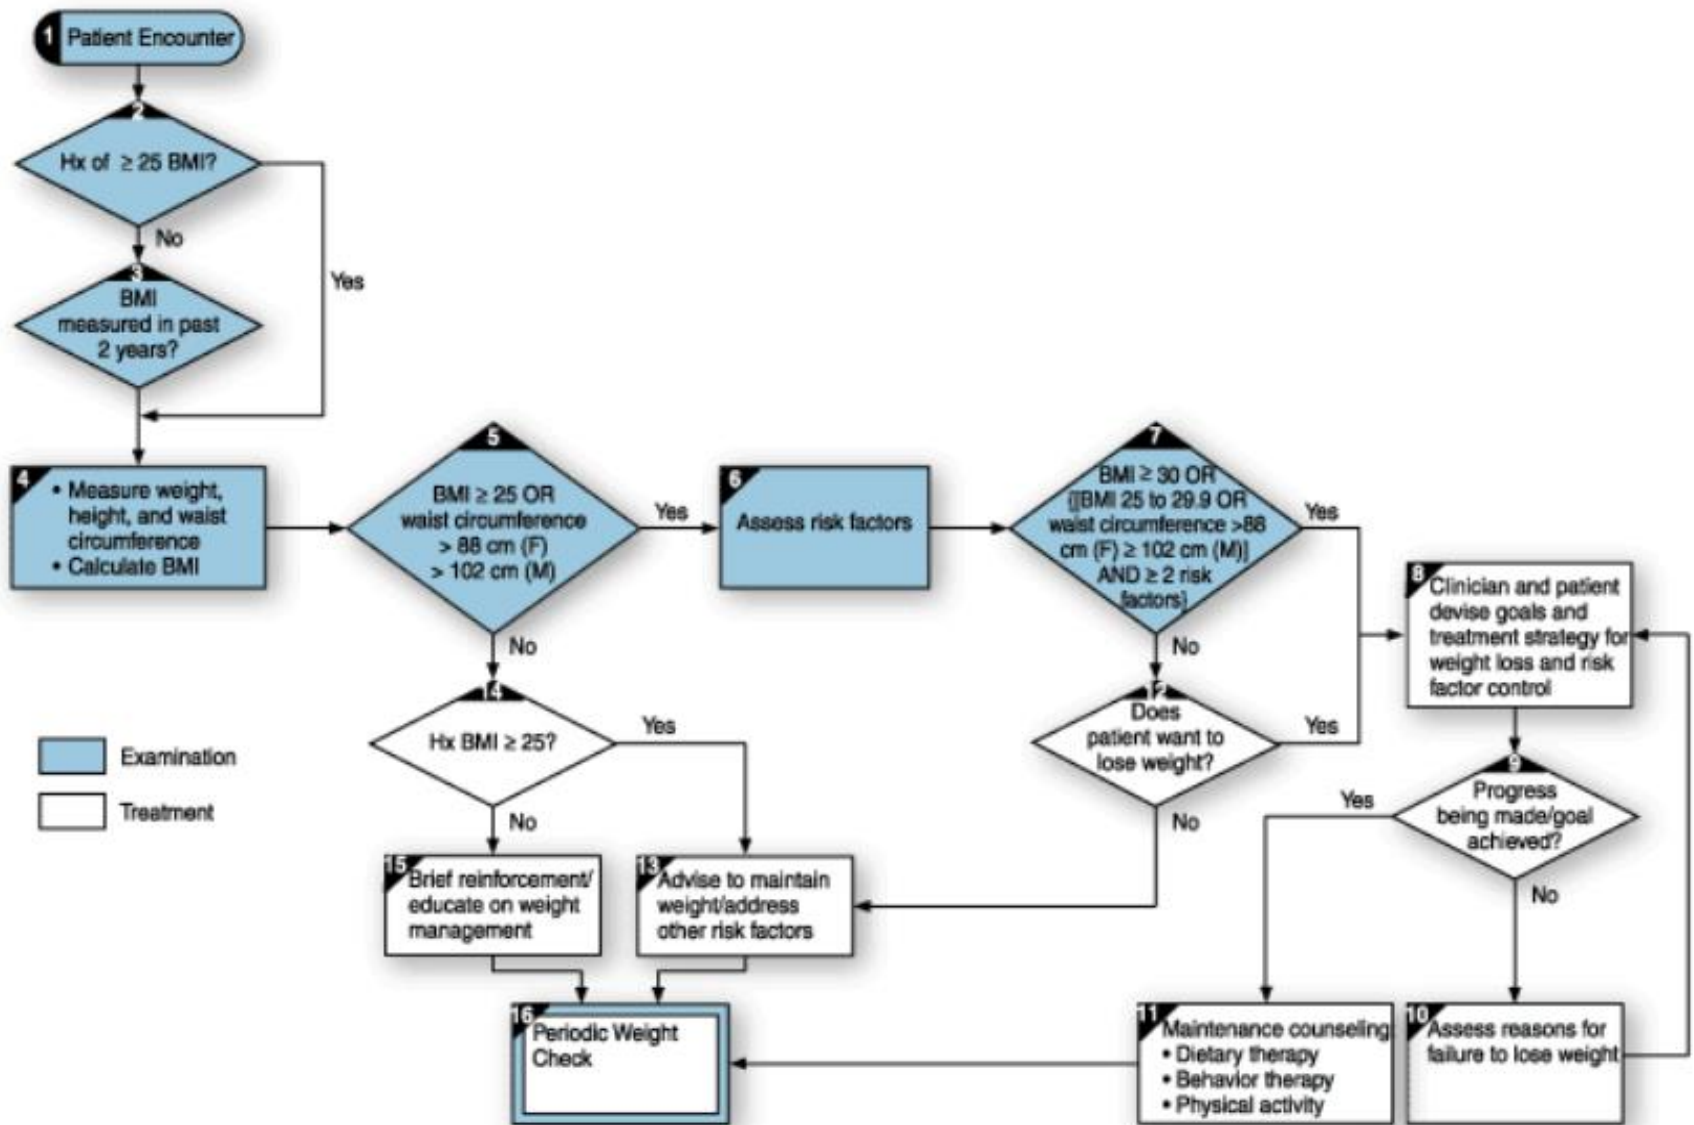 1 Patient Encounter
2
Hx of ≥ 25 BMI?
No
Yes
3
BMI
measured in past
2 years?
4
• Measure weight,
height, and waist
circumference
• Calculate BMI
5
BMI ≥ 25 OR
waist circumference
> 88 cm (F)
> 102 cm (M)
Yes
No
6
Assess risk factors
7
BMI ≥ 30 OR
{[BMI 25 to 29.9 OR
waist circumference >88
cm (F) ≥ 102 cm (M)]
AND ≥ 2 risk
factors}
Yes
No
8
Clinician and patient
devise goals and
treatment strategy for
weight loss and risk
factor control
9
Progress
being made/goal
achieved?
Yes
No
10
Assess reasons for
failure to lose weight
11
Maintenance counseling
• Dietary therapy
• Behavior therapy
• Physical activity
12
Does
patient want to
lose weight?
Yes
No
13
Advise to maintain
weight/address
other risk factors
14
Hx BMI ≥ 25?
Yes
No
15
Brief reinforcement/
educate on weight
management
16
Periodic Weight
Check
Examination
Treatment